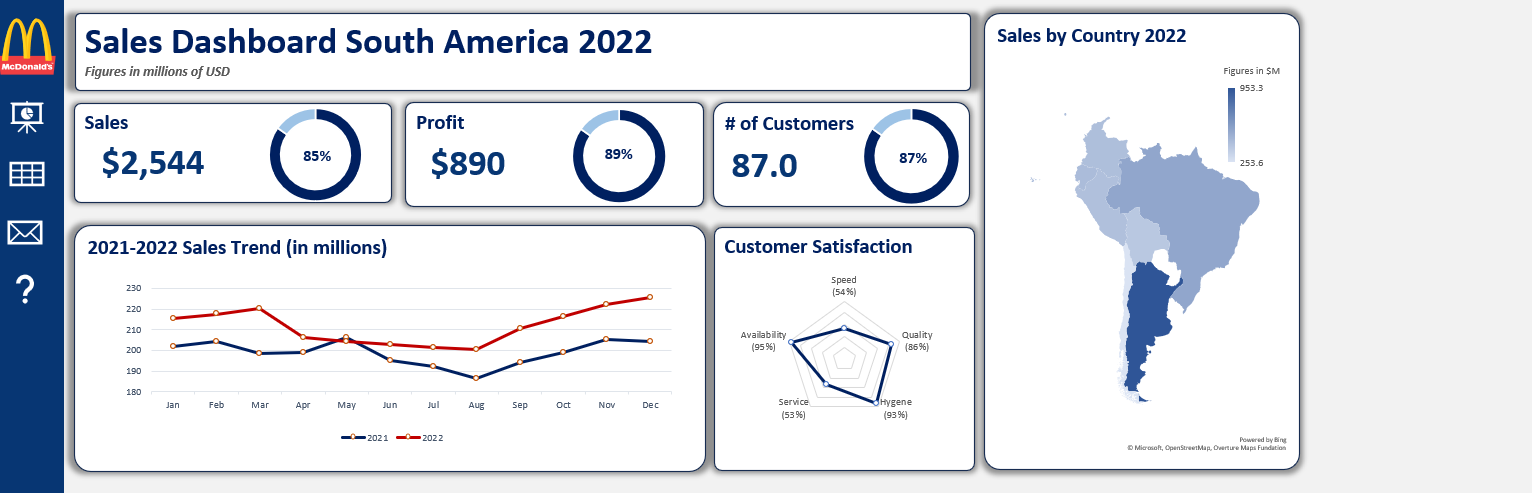 McDonald's
Sales Dashboard South America 2022
Figures in millions of USD
Sales
$2,544
85%
Profit
$890
89%
# of Customers
87.0
87%
2021-2022 Sales Trend (in millions)
230
220
210
200
190
180
Jan Feb Mar Apr May Jun Jul Aug Sep Oct Nov Dec
2021 2022
Customer Satisfaction
Speed
(54%)
Quality
(86%)
Hygene
(93%)
Service
(53%)
Availability
(95%)
Sales by Country 2022
Figures in $M
953.3
253.6
Powered by Bing
© Microsoft, OpenStreetMap, Overture Maps Fundation